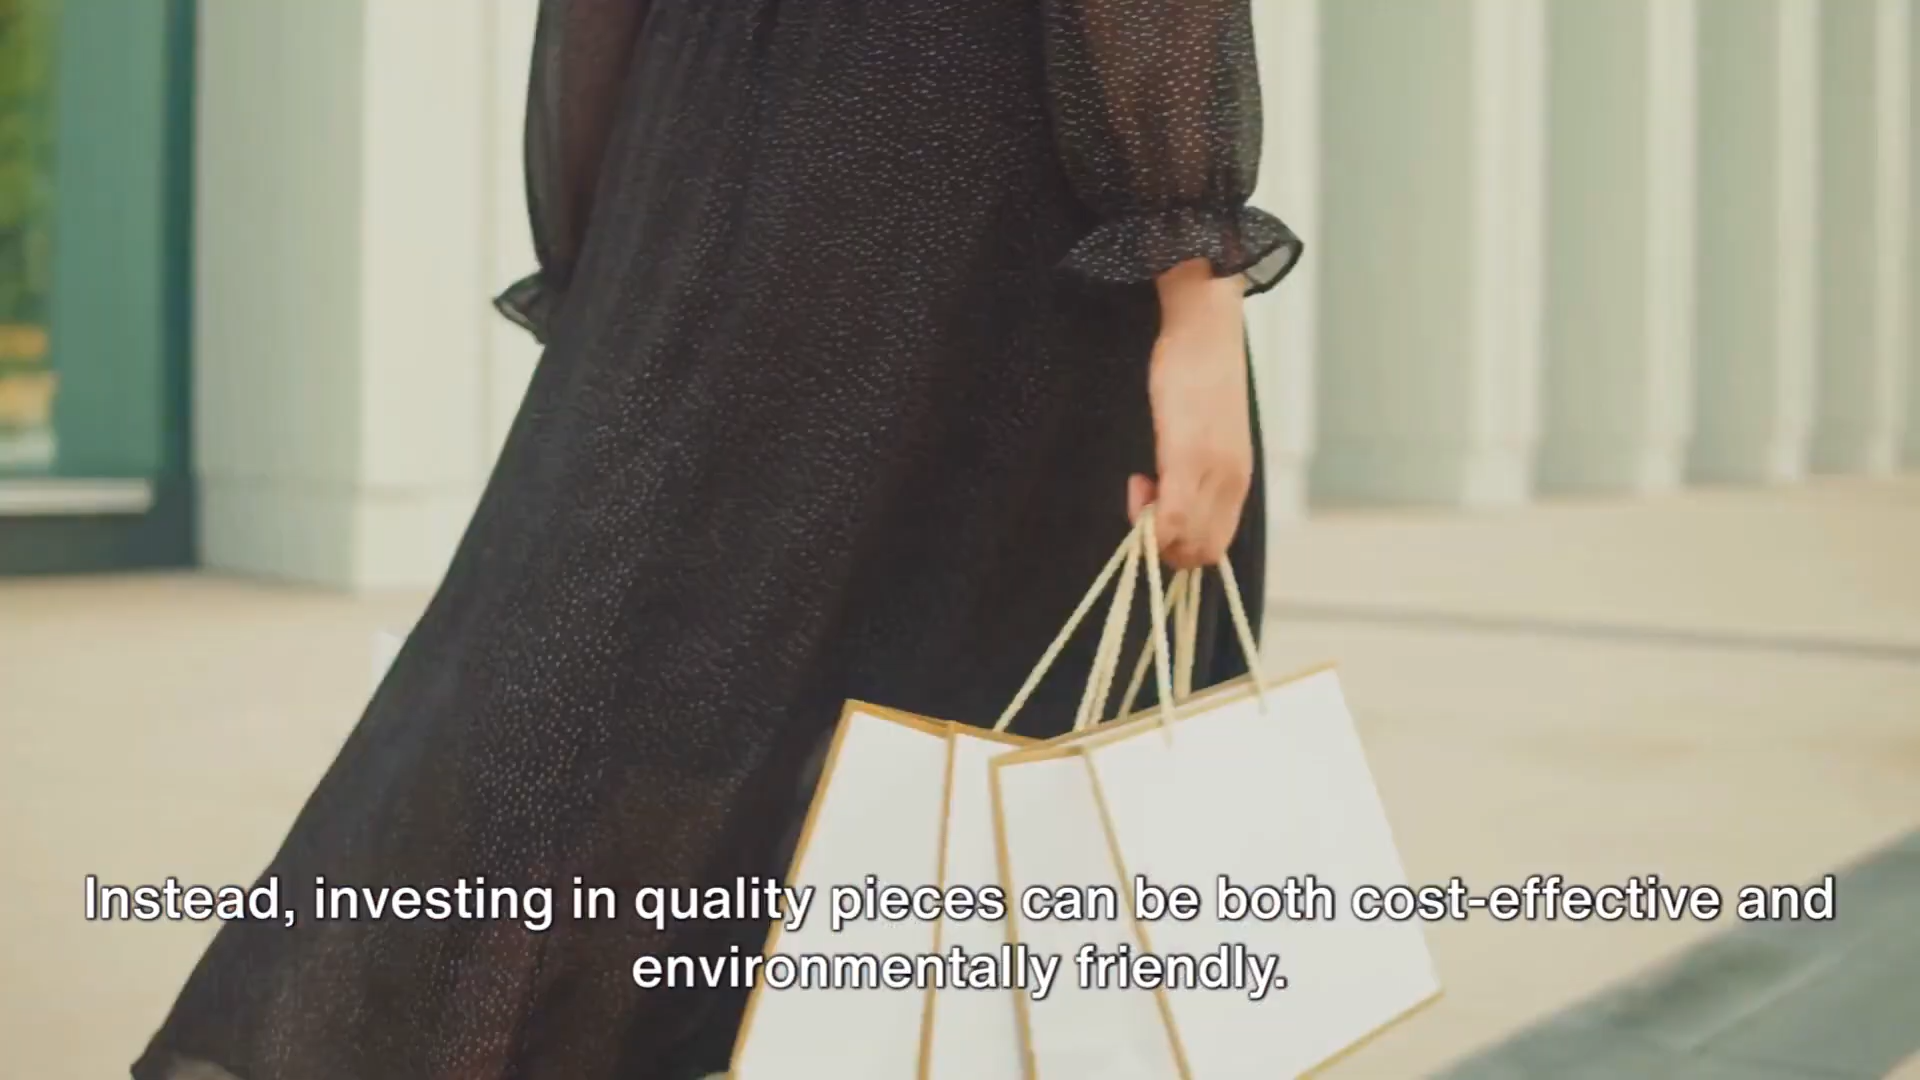 Instead, investing in quality pieces can be both cost-effective and
environmentally friendly.